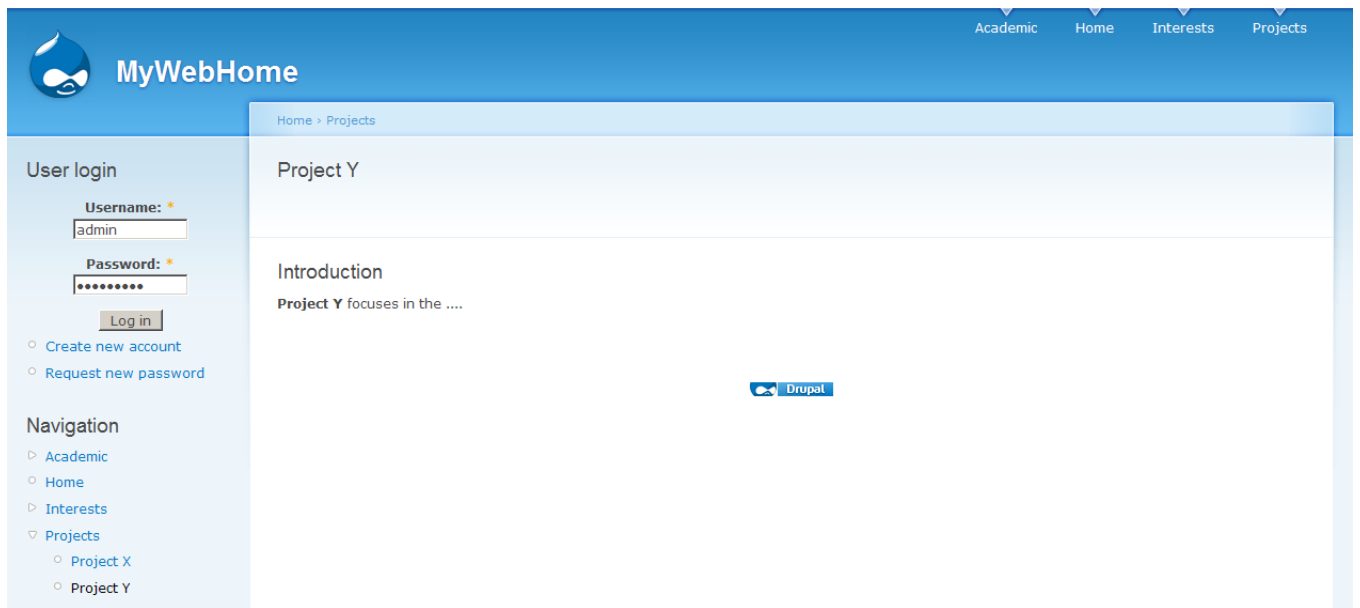 Academic Home Interests Projects
MyWebHome
Home › Projects
User login
Username: *
admin
Password: *
•••••••••
Log in
Create new account
Request new password
Navigation
Academic
Home
Interests
Projects
Project X
Project Y
Project Y
Introduction
Project Y focuses in the ....
Drupal